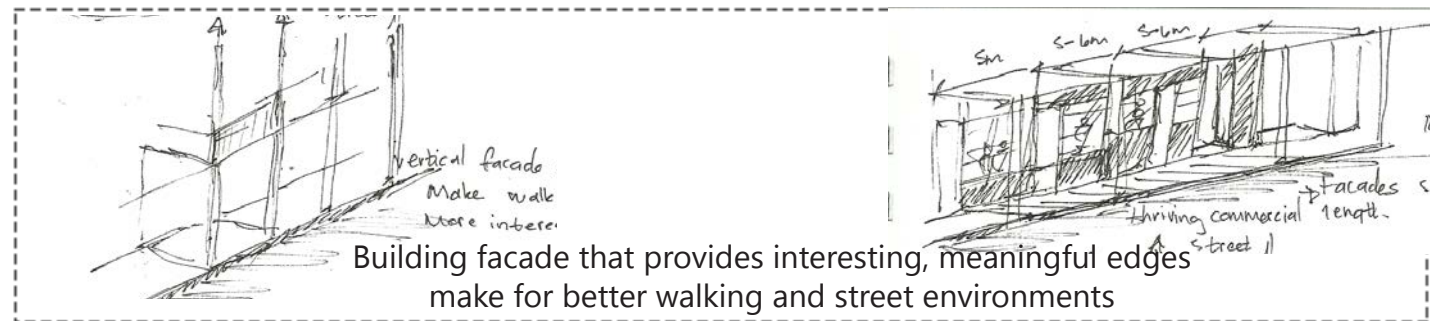 5m 5-6m 5-6m
vertical facade
Make walk
More intere
facades s
thriving commercial length.
street
Building facade that provides interesting, meaningful edges
make for better walking and street environments